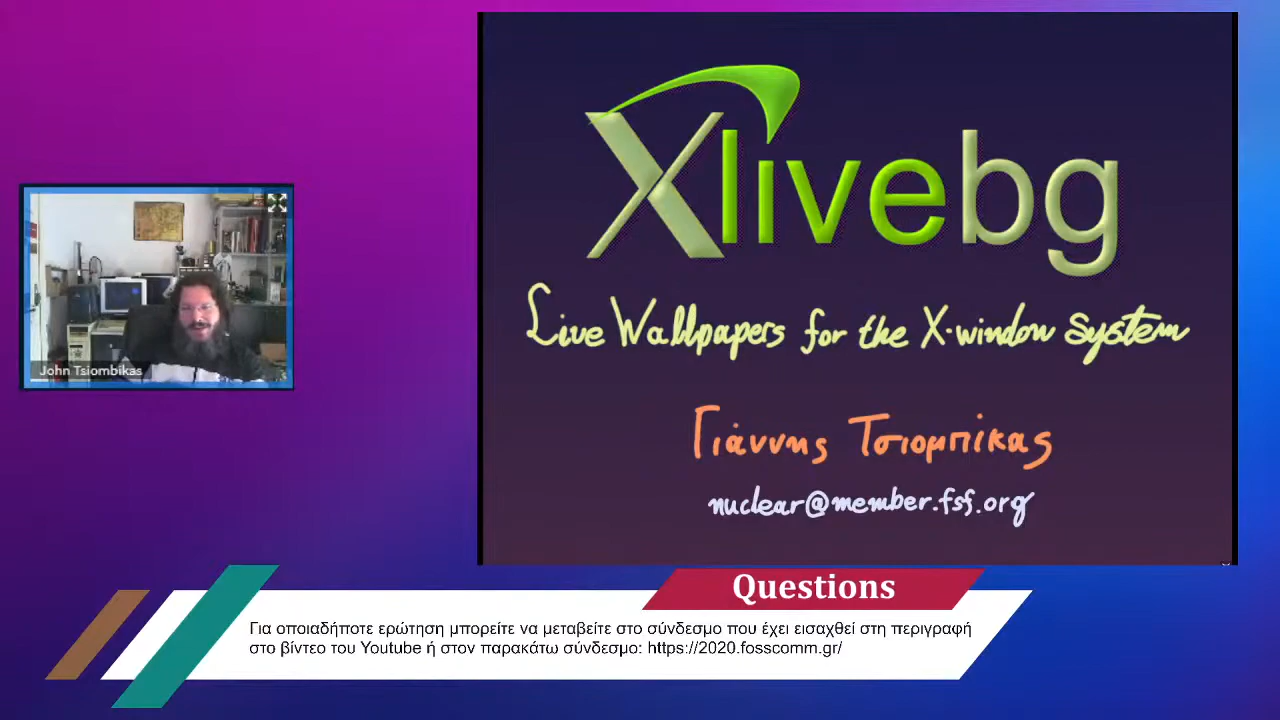 Xlivebg
Live Wallpapers for the X-window system
Γιάννης Τσιομπίκας
nuclear@member.fsf.org
John Tsiombikas
Questions
Για οποιαδήποτε ερώτηση μπορείτε να μεταβείτε στο σύνδεσμο που έχει εισαχθεί στη περιγραφή
στο βίντεο του Youtube ή στον παρακάτω σύνδεσμο: https://2020.fosscomm.gr/